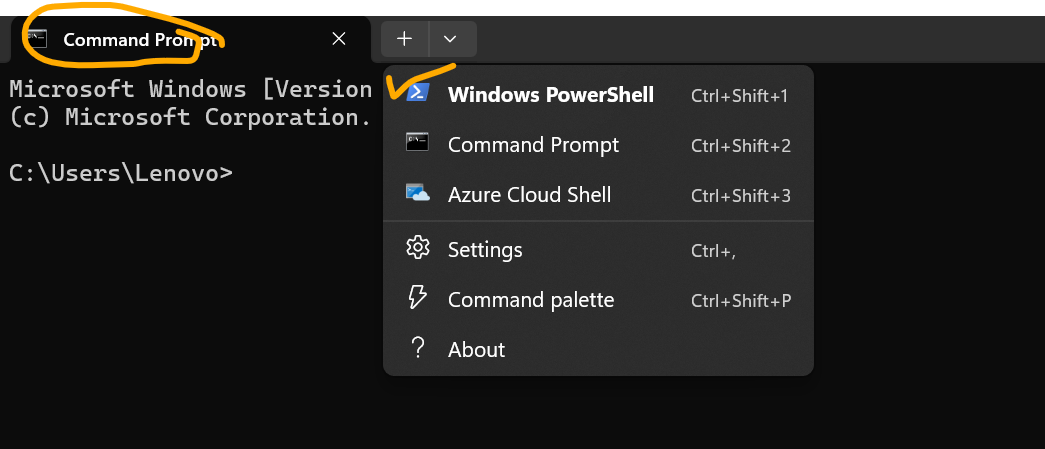 Command Prompt
Microsoft Windows [Version
(c) Microsoft Corporation.
C:\Users\Lenovo>
Windows PowerShell Ctrl+Shift+1
Command Prompt Ctrl+Shift+2
Azure Cloud Shell Ctrl+Shift+3
Settings Ctrl+,
Command palette Ctrl+Shift+P
About